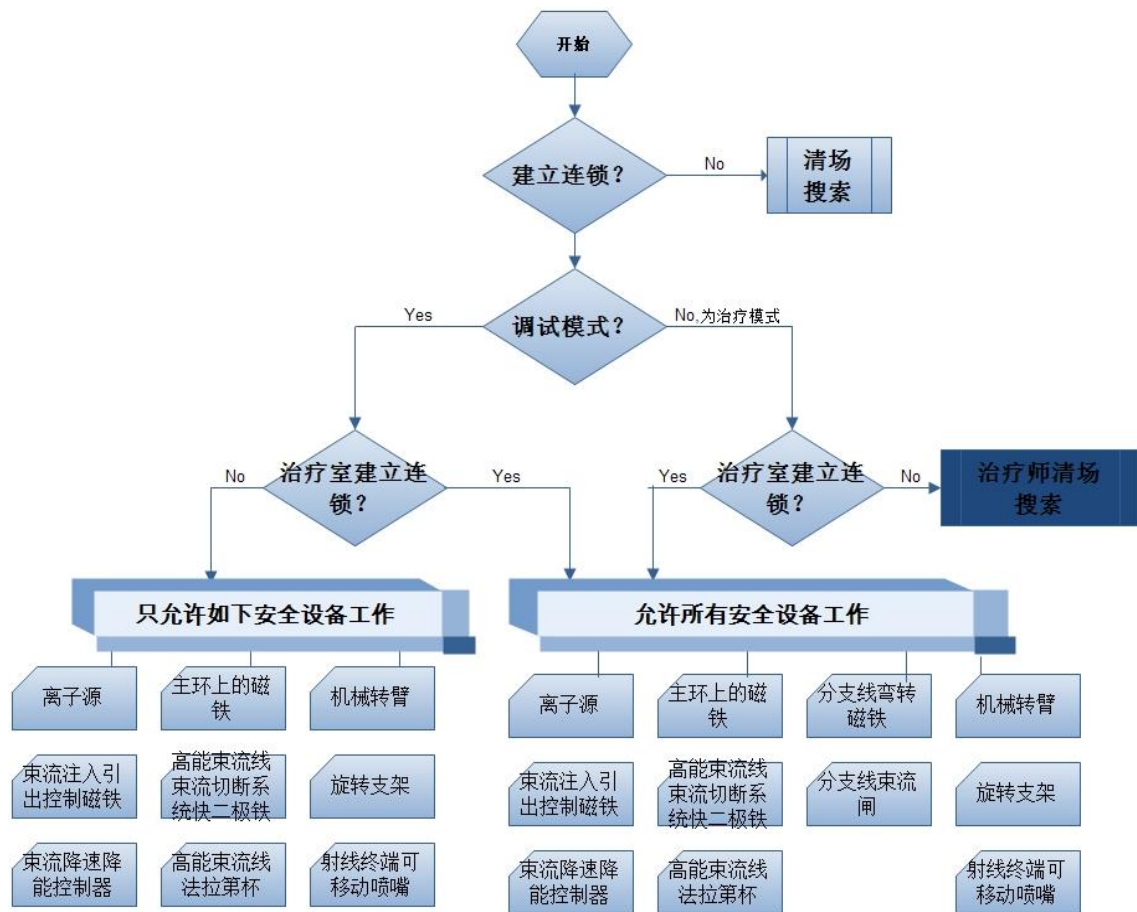 开始
建立连锁？
No
清场
搜索
调试模式？
Yes
No,为治疗模式
治疗室建立连
锁？
No
Yes
治疗室建立连
锁？
Yes
No
治疗师清场
搜索
只允许如下安全设备工作
允许所有安全设备工作
离子源
主环上的磁
铁
机械转臂
束流注入引
出控制磁铁
高能束流线
束流切断系
统快二极铁
旋转支架
束流降速降
能控制器
高能束流线
法拉第杯
射线终端可
移动喷嘴
离子源
主环上的磁
铁
分支线弯转
磁铁
机械转臂
束流注入引
出控制磁铁
高能束流线
束流切断系
统快二极铁
分支线束流
闸
旋转支架
束流降速降
能控制器
高能束流线
法拉第杯
射线终端可
移动喷嘴